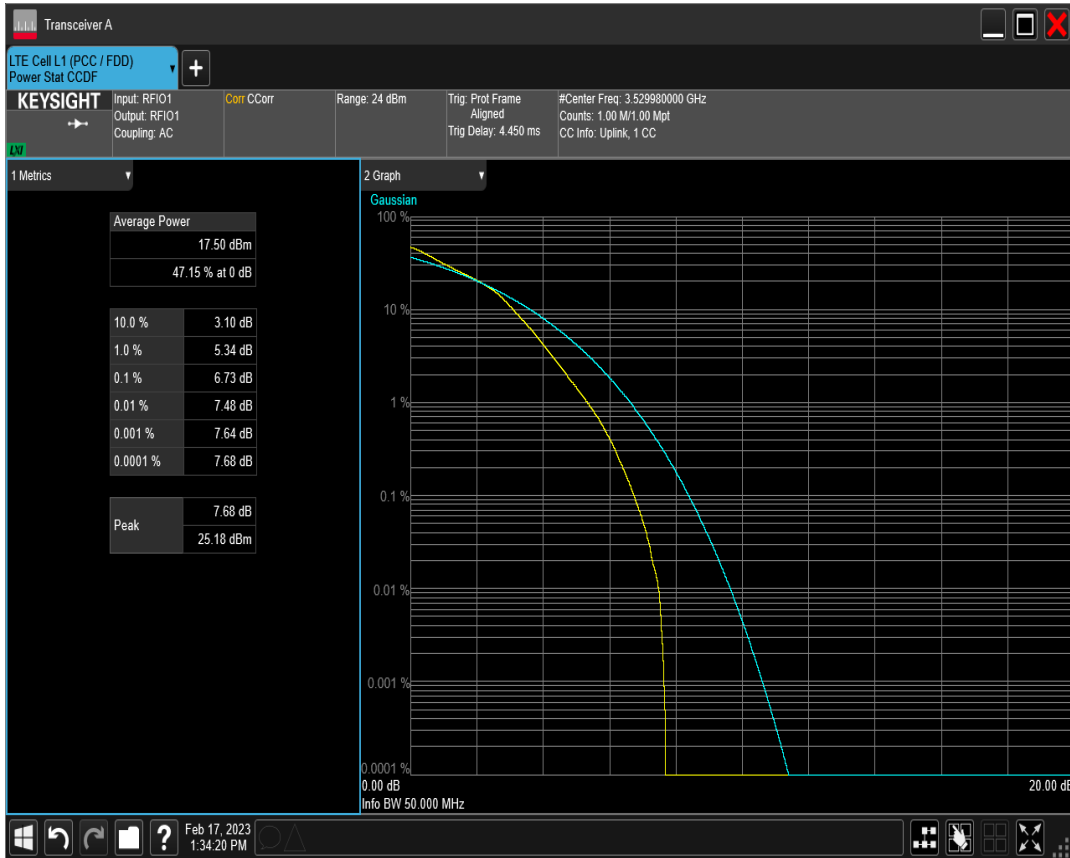 Transceiver A
LTE Cell L1 (PCC / FDD)
Power Stat CCDF
+
KEYSIGHT
LXI
Input: RFIO1
Output: RFIO1
Coupling: AC
Corr CCorr
Range: 24 dBm
Trig: Prot Frame
Aligned
Trig Delay: 4.450 ms
#Center Freq: 3.529980000 GHz
Counts: 1.00 M/1.00 Mpt
CC Info: Uplink, 1 CC
1 Metrics
Average Power
17.50 dBm
47.15 % at 0 dB
10.0 % 3.10 dB
1.0 % 5.34 dB
0.1 % 6.73 dB
0.01 % 7.48 dB
0.001 % 7.64 dB
0.0001 % 7.68 dB
Peak 7.68 dB
25.18 dBm
2 Graph
Gaussian
100 %
10 %
1 %
0.1 %
0.01 %
0.001 %
0.0001 %
0.00 dB 20.00 dB
Info BW 50.000 MHz
?
Feb 17, 2023
1:34:20 PM